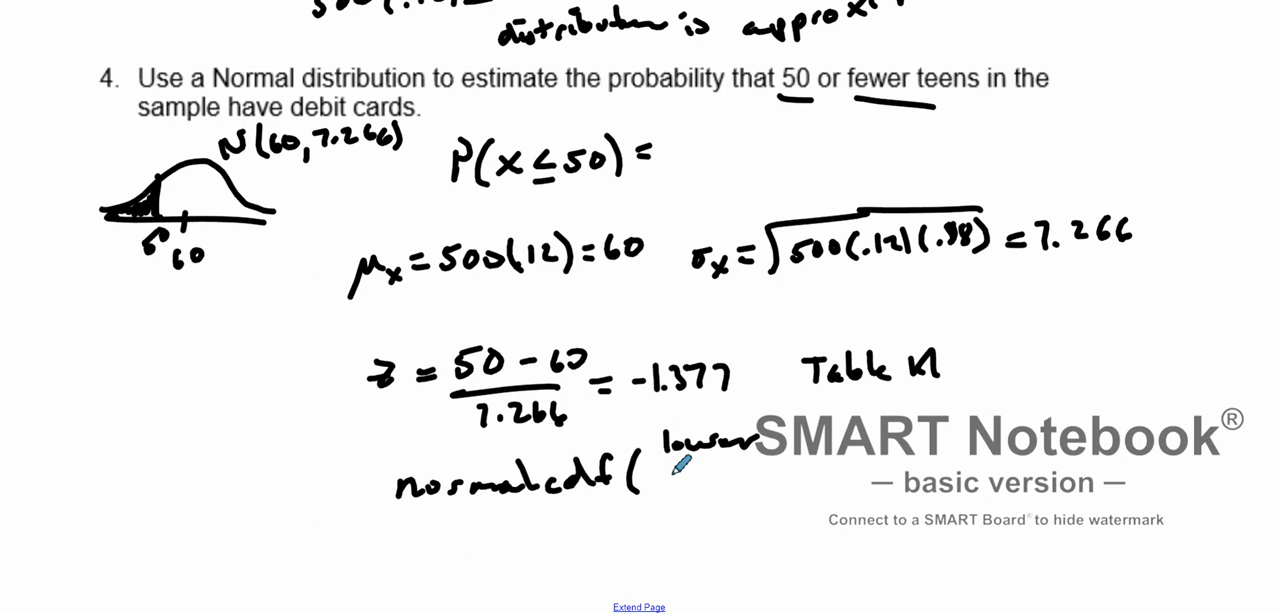 distribution is approx
4. Use a Normal distribution to estimate the probability that 50 or fewer teens in the
sample have debit cards.
N(60, 7.266)
P(x ≤ 50) =
50
60
μx = 500(12) = 60
σx = √500(.12)(.88) = 7.266
z = 50 - 60 / 7.266 = -1.377
Table A
normalcdf( lower
SMART Notebook®
— basic version —
Connect to a SMART Board® to hide watermark
Extend Page